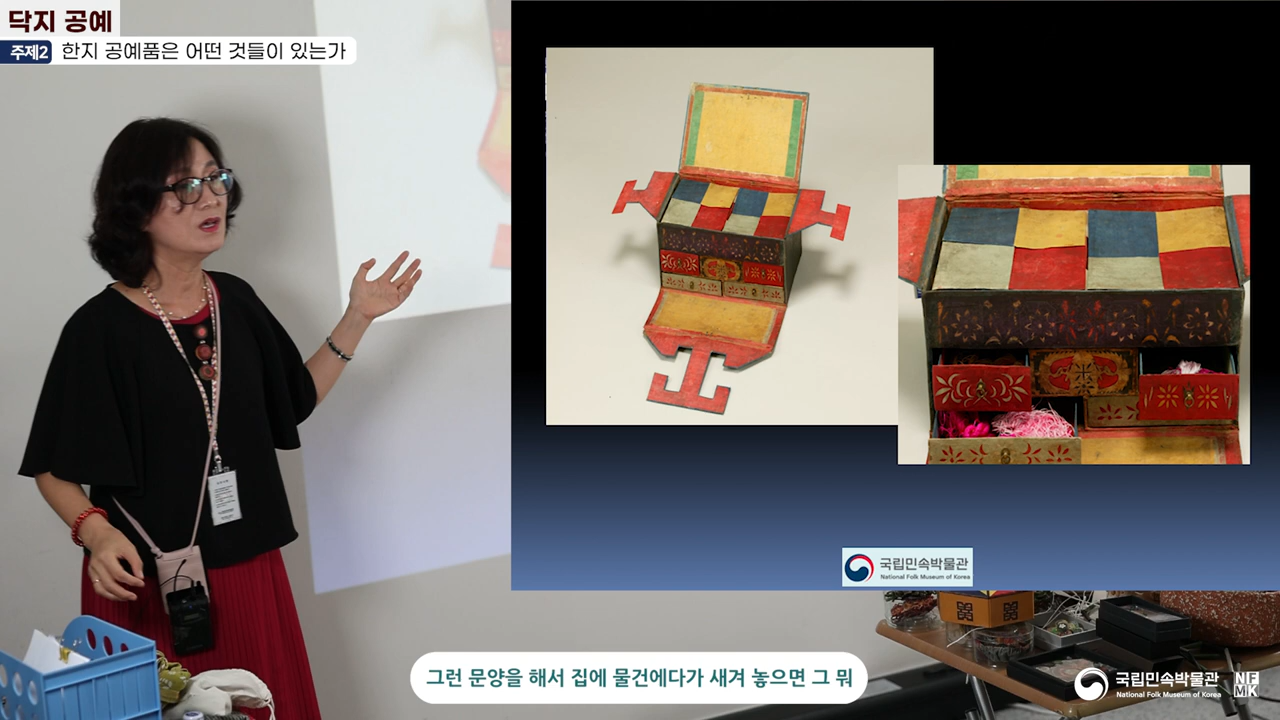 닥지 공예
주제2 한지 공예품은 어떤 것들이 있는가
국립민속박물관
National Folk Museum of Korea
그런 문양을 해서 집에 물건에다가 새겨 놓으면 그 뭐
국립민속박물관
National Folk Museum of Korea
NF
MK